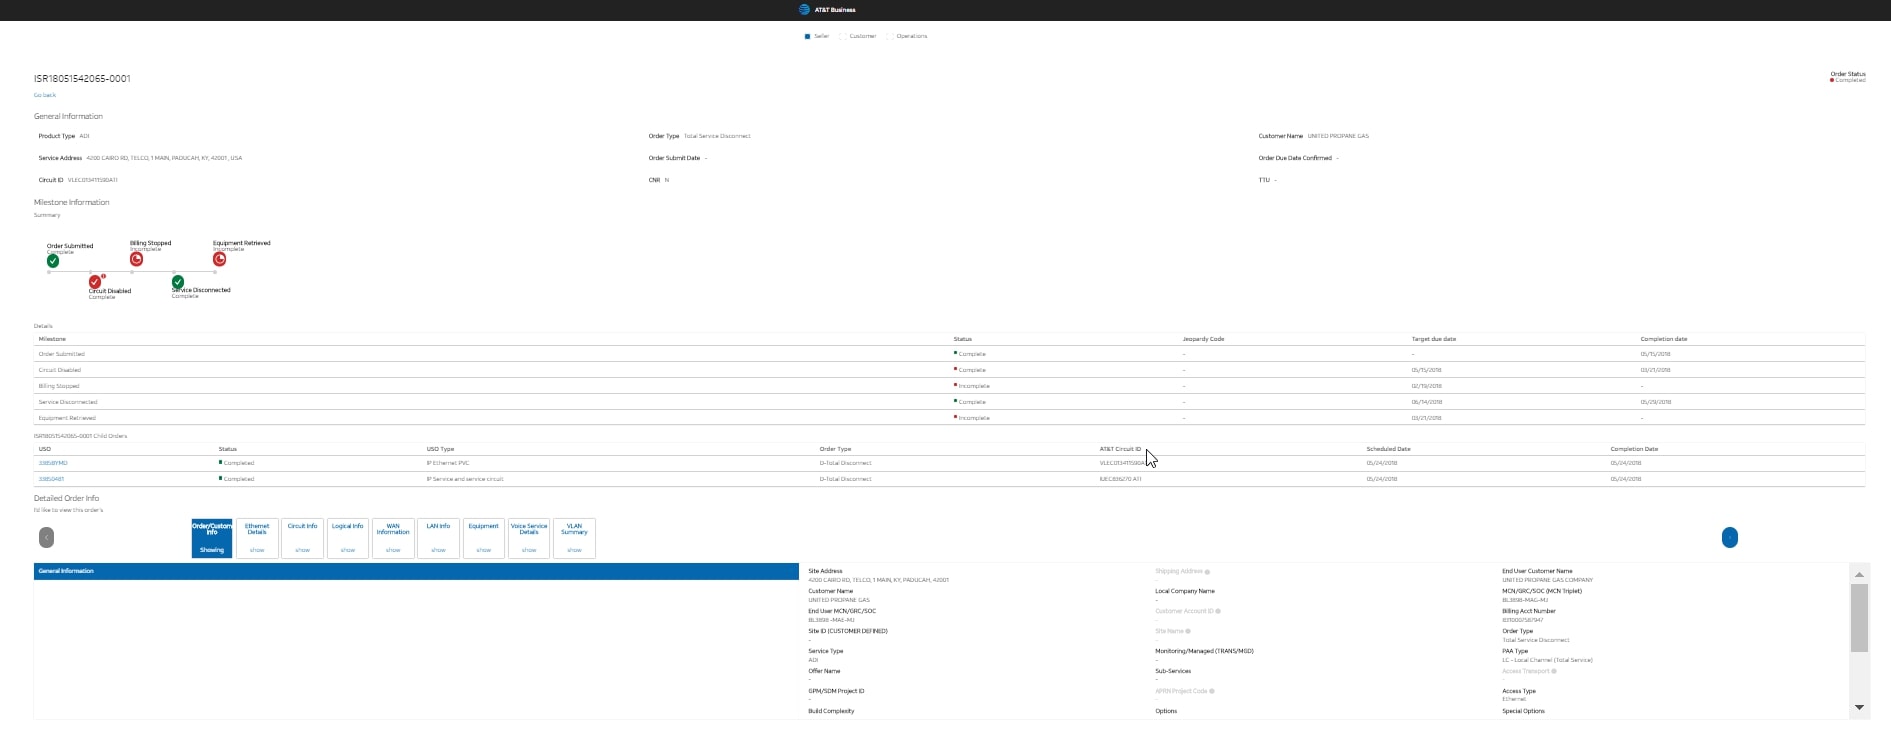 AT&T Business
Seller Customer Operations
ISR18051542065-0001
Order Status
Completed
Go back
General Information
Product Type ADI
Order Type Total Service Disconnect
Customer Name UNITED PROPANE GAS
Service Address 4200 CAIRO RD, TELCO, 1 MAIN, PADUCAH, KY, 42001, USA
Order Submit Date -
Order Due Date Confirmed -
Circuit ID VLEC013411590ATI
CNR N
TTU -
Milestone Information
Summary
Order Submitted
Complete
Billing Stopped
Incomplete
Equipment Retrieved
Incomplete
Circuit Disabled
Complete
Service Disconnected
Complete
Details
Milestone Status Jeopardy Code Target due date Completion date
Order Submitted Complete - - 05/15/2018
Circuit Disabled Complete - 05/15/2018 03/21/2018
Billing Stopped Incomplete - 02/19/2018 -
Service Disconnected Complete - 06/14/2018 05/29/2018
Equipment Retrieved Incomplete - 03/21/2018 -
ISR18051542065-0001 Child Orders
USO Status USO Type Order Type AT&T Circuit ID Scheduled Date Completion Date
Completed IP Ethernet PVC D-Total Disconnect 05/24/2018 05/24/2018
Completed IP Service and service circuit D-Total Disconnect IUEC836270 ATI 05/24/2018 05/24/2018
Detailed Order Info
I'd like to view this order's
Order/Custom Info
Showing
Ethernet Details
show
Circuit Info
show
Logical Info
show
WAN Information
show
LAN Info
show
Equipment
show
Voice Service Details
show
VLAN Summary
show
General Information
Site Address
4200 CAIRO RD, TELCO, 1 MAIN, PADUCAH, 42001
Shipping Address
-
End User Customer Name
UNITED PROPANE GAS COMPANY
Customer Name
UNITED PROPANE GAS
Local Company Name
-
MCN/GRC/SOC (MCN Triplet)
End User MCN/GRC/SOC
Customer Account ID
-
Billing Acct Number
Site ID (CUSTOMER DEFINED)
-
Site Name
-
Order Type
Total Service Disconnect
Service Type
ADI
Monitoring/Managed (TRANS/MGD)
-
PAA Type
LC - Local Channel (Total Service)
Offer Name
-
Sub-Services
-
Access Transport
-
GPM/SDM Project ID
-
APRN Project Code
-
Access Type
Ethernet
Build Complexity
Options
Special Options